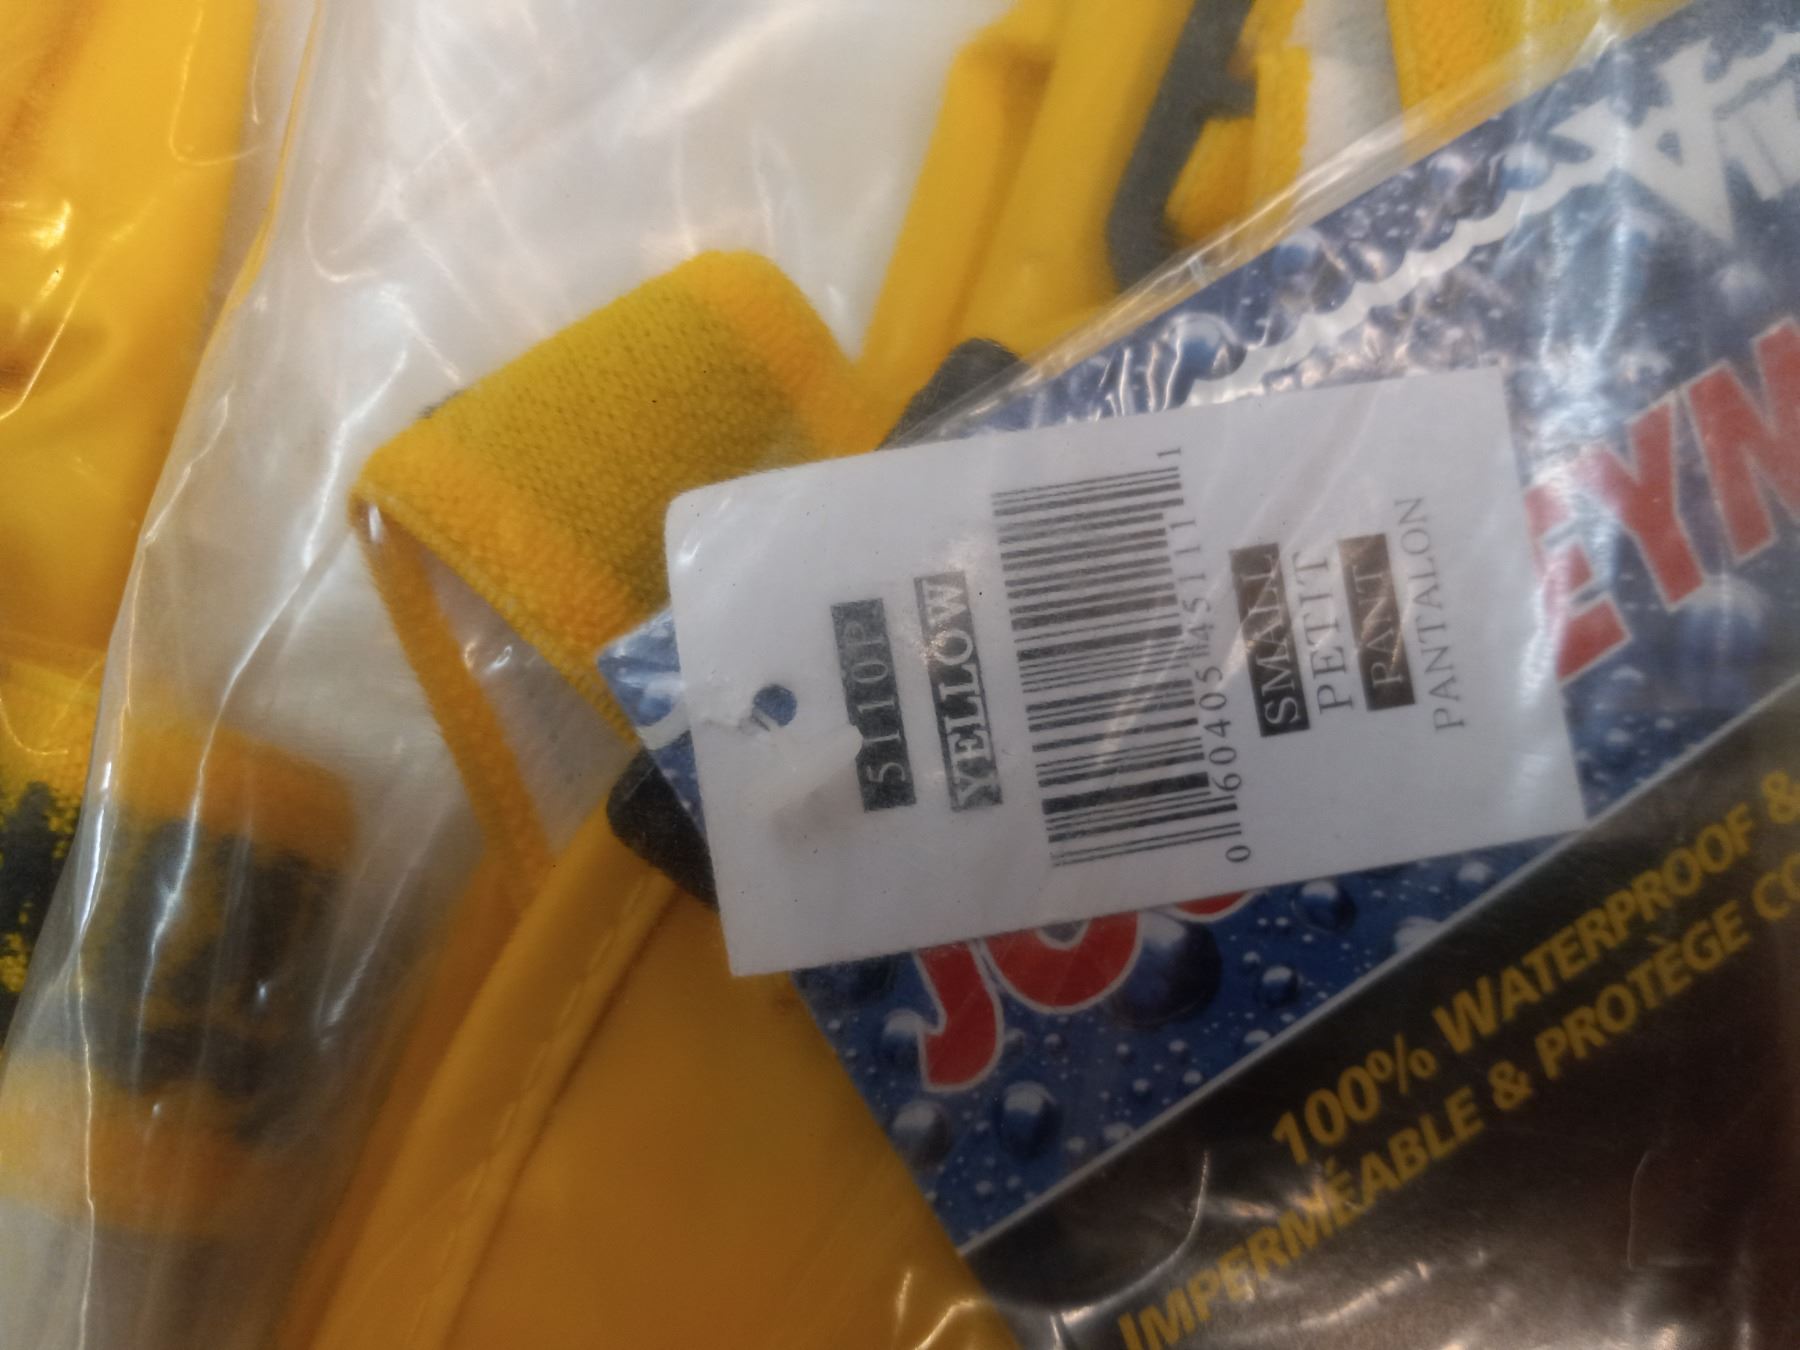 5110P
YELLOW
0 60405 45111 1
SMALL
PETIT
PANT
PANTALON
100% WATERPROOF &
IMPERMÉABLE & PROTÈGE